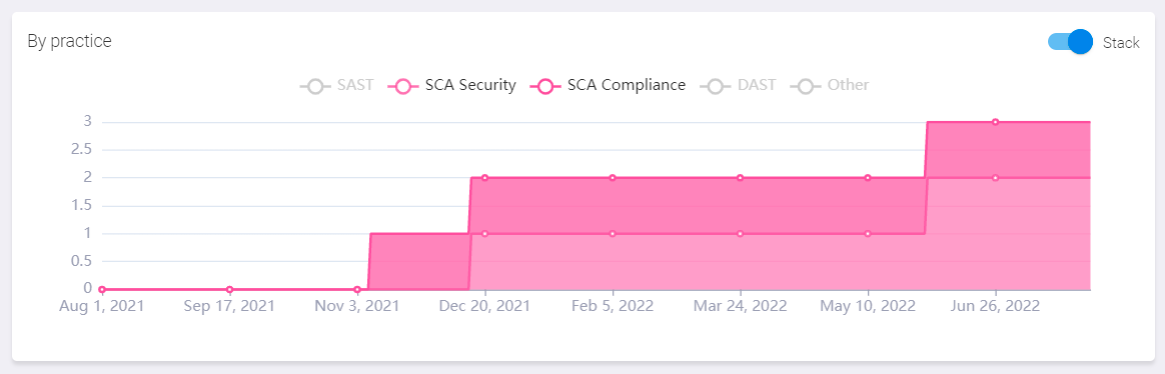 By practice
Stack
SAST SCA Security SCA Compliance DAST Other
3
2.5
2
1.5
1
0.5
0
Aug 1, 2021 Sep 17, 2021 Nov 3, 2021 Dec 20, 2021 Feb 5, 2022 Mar 24, 2022 May 10, 2022 Jun 26, 2022